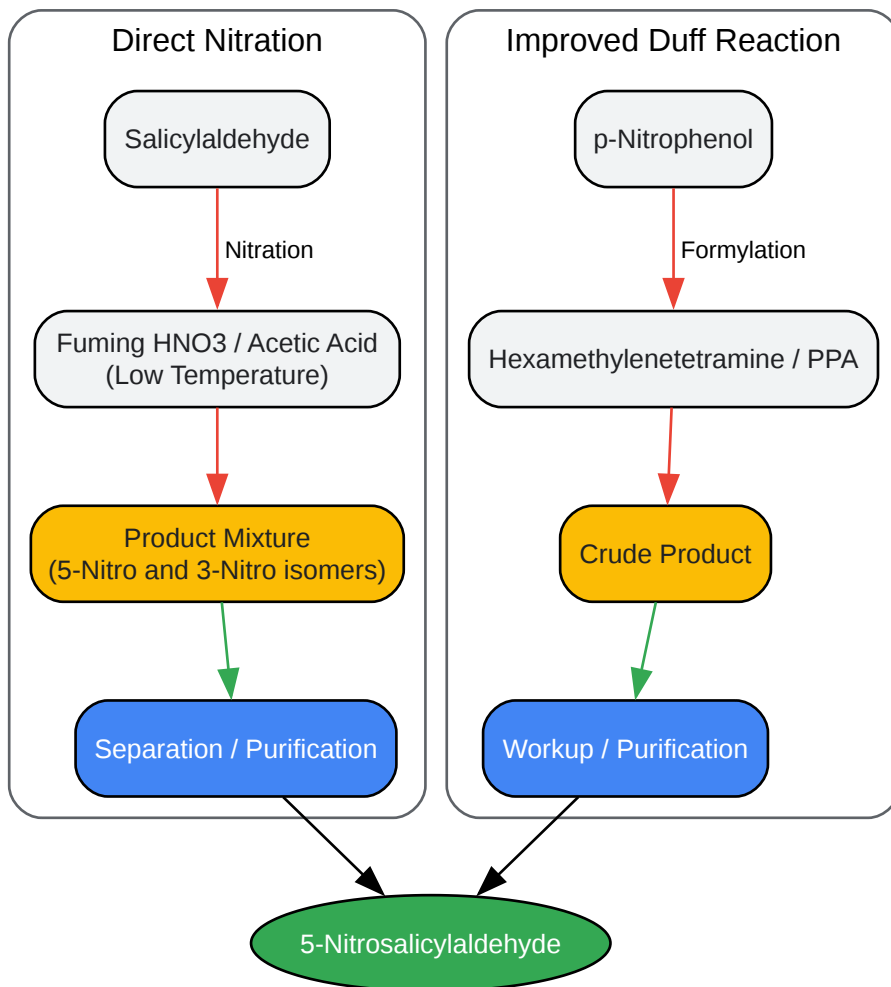 Direct Nitration
Salicylaldehyde
Nitration
Fuming HNO3 / Acetic Acid
(Low Temperature)
Product Mixture
(5-Nitro and 3-Nitro isomers)
Separation / Purification
Improved Duff Reaction
p-Nitrophenol
Formylation
Hexamethylenetetramine / PPA
Crude Product
Workup / Purification
5-Nitrosalicylaldehyde